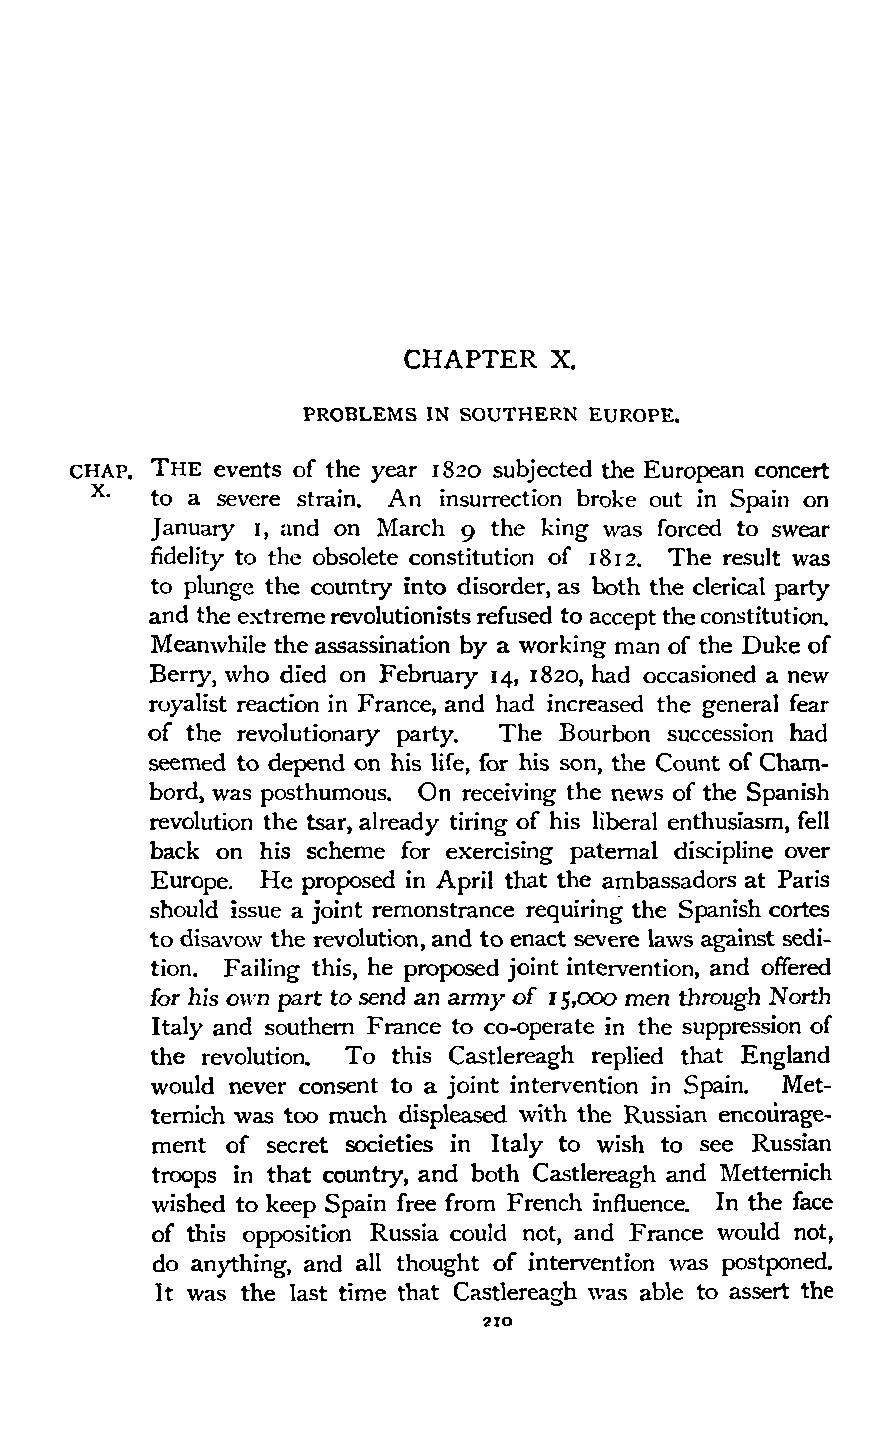 CHAPTER X.
PROBLEMS IN SOUTHERN EUROPE.
CHAP. X.
THE events of the year 1820 subjected the European concert
to a severe strain. An insurrection broke out in Spain on
January 1, and on March 9 the king was forced to swear
fidelity to the obsolete constitution of 1812. The result was
to plunge the country into disorder, as both the clerical party
and the extreme revolutionists refused to accept the constitution.
Meanwhile the assassination by a working man of the Duke of
Berry, who died on February 14, 1820, had occasioned a new
royalist reaction in France, and had increased the general fear
of the revolutionary party. The Bourbon succession had
seemed to depend on his life, for his son, the Count of Cham-
bord, was posthumous. On receiving the news of the Spanish
revolution the tsar, already tiring of his liberal enthusiasm, fell
back on his scheme for exercising paternal discipline over
Europe. He proposed in April that the ambassadors at Paris
should issue a joint remonstrance requiring the Spanish cortes
to disavow the revolution, and to enact severe laws against sedi-
tion. Failing this, he proposed joint intervention, and offered
for his own part to send an army of 15,000 men through North
Italy and southern France to co-operate in the suppression of
the revolution. To this Castlereagh replied that England
would never consent to a joint intervention in Spain. Met-
ternich was too much displeased with the Russian encourage-
ment of secret societies in Italy to wish to see Russian
troops in that country, and both Castlereagh and Metternich
wished to keep Spain free from French influence. In the face
of this opposition Russia could not, and France would not,
do anything, and all thought of intervention was postponed.
It was the last time that Castlereagh was able to assert the
210